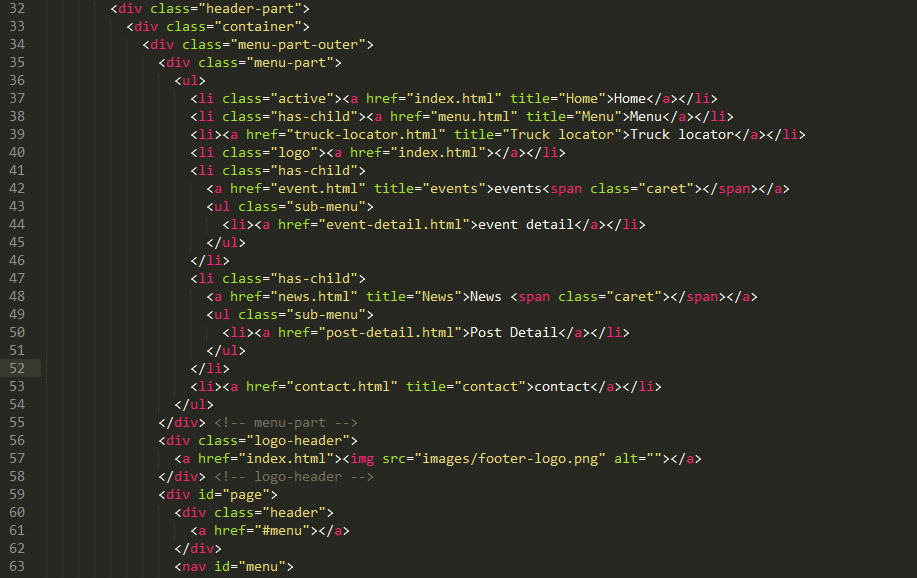 32 <div class="header-part">
33 <div class="container">
34 <div class="menu-part-outer">
35 <div class="menu-part">
36 <ul>
37 <li class="active"><a href="index.html" title="Home">Home</a></li>
38 <li class="has-child"><a href="menu.html" title="Menu">Menu</a></li>
39 <li><a href="truck-locator.html" title="Truck locator">Truck locator</a></li>
40 <li class="logo"><a href="index.html"></a></li>
41 <li class="has-child">
42 <a href="event.html" title="events">events<span class="caret"></span></a>
43 <ul class="sub-menu">
44 <li><a href="event-detail.html">event detail</a></li>
45 </ul>
46 </li>
47 <li class="has-child">
48 <a href="news.html" title="News">News <span class="caret"></span></a>
49 <ul class="sub-menu">
50 <li><a href="post-detail.html">Post Detail</a></li>
51 </ul>
52 </li>
53 <li><a href="contact.html" title="contact">contact</a></li>
54 </ul>
55 </div> <!-- menu-part -->
56 <div class="logo-header">
57 <a href="index.html"><img src="images/footer-logo.png" alt=""></a>
58 </div> <!-- logo-header -->
59 <div id="page">
60 <div class="header">
61 <a href="#menu"></a>
62 </div>
63 <nav id="menu">